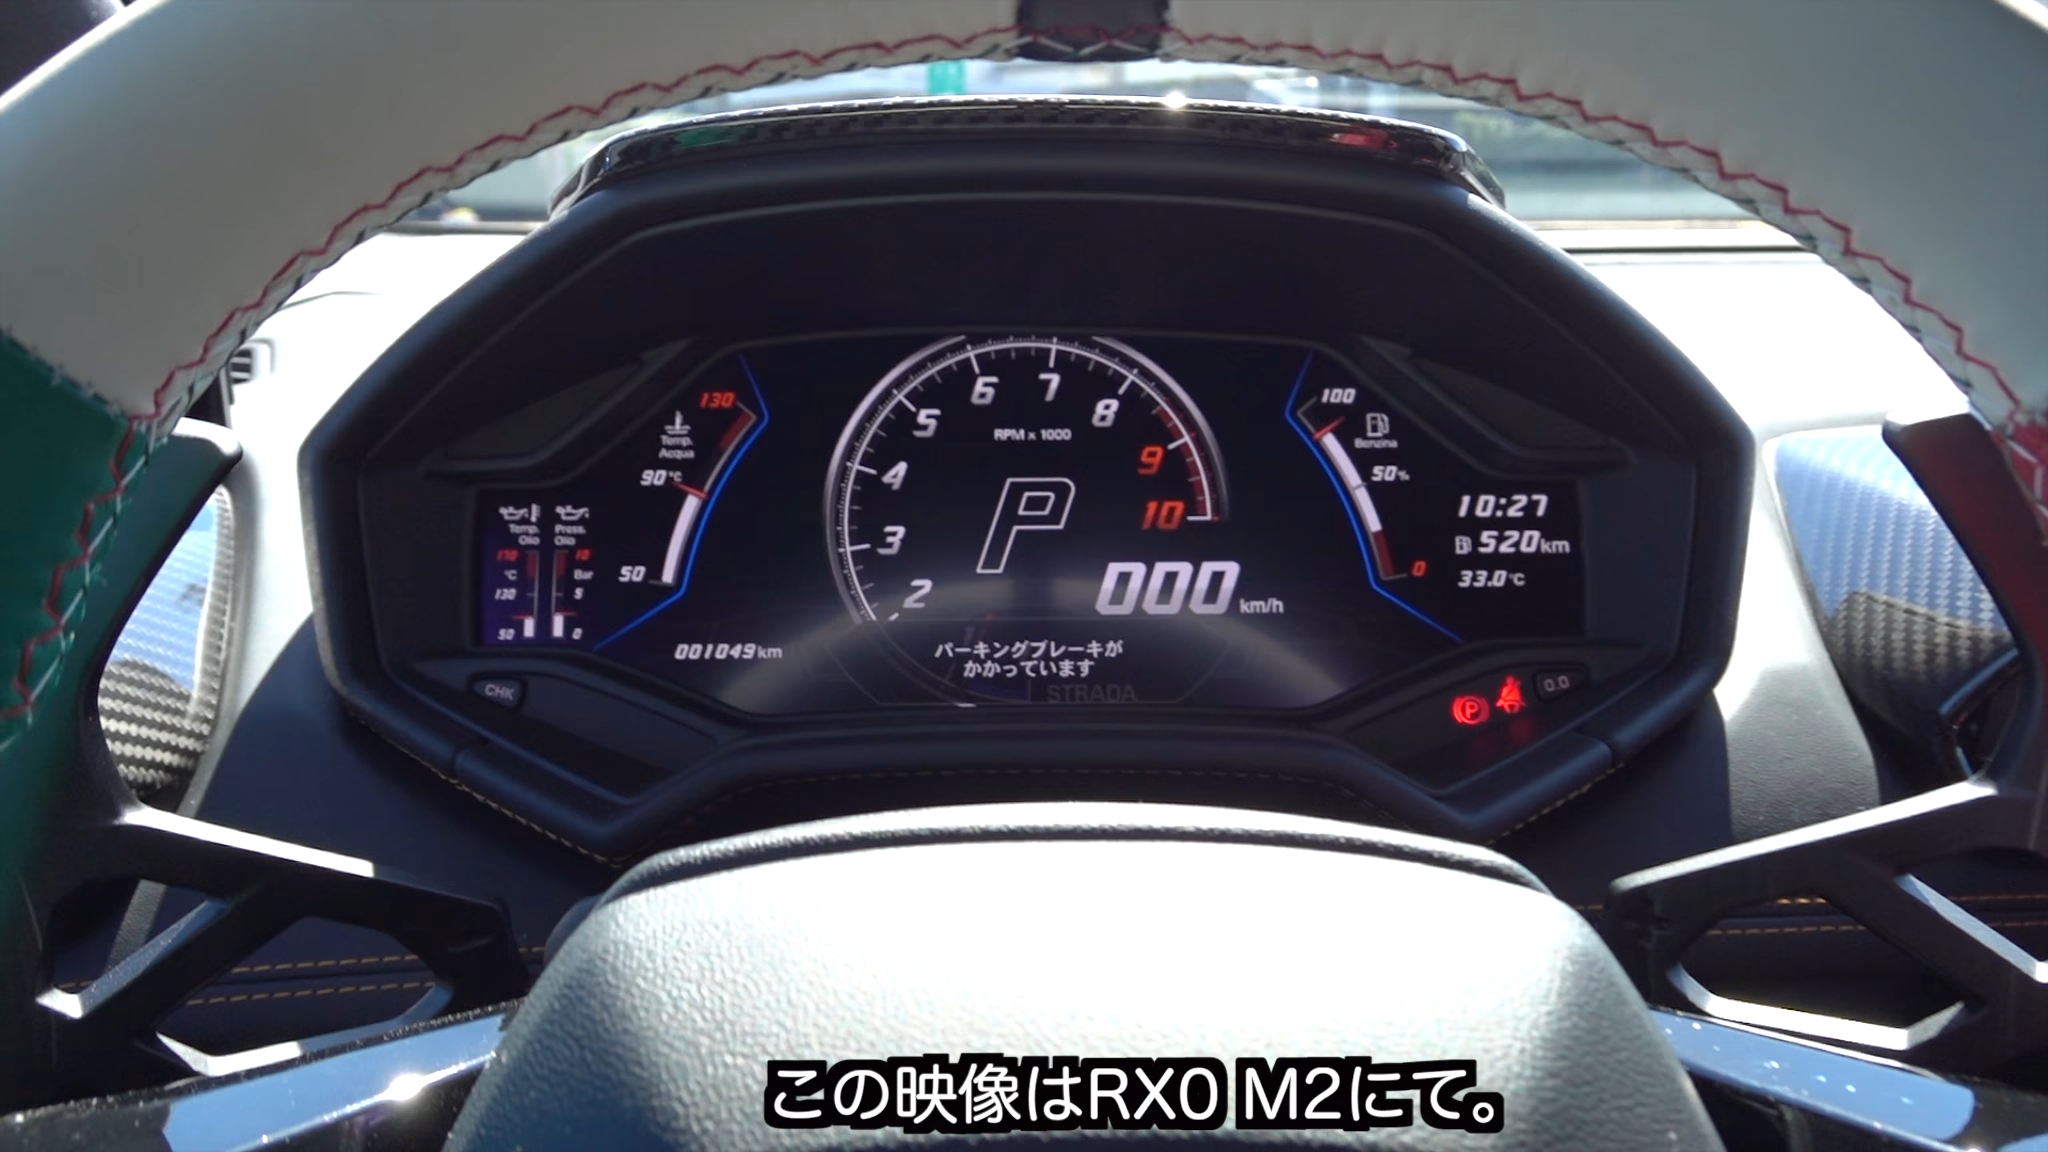 130
Temp.
Acqua
90°C
50
Temp.
Olio
Press.
Olio
170
10
°C
Bar
130
5
50
0
001049km
CHK
2
3
4
5
6
7
8
9
10
RPM x 1000
P
000 km/h
パーキングブレーキが
かかっています
STRADA
100
Benzina
50%
0
10:27
520km
33.0°C
P
0.0
この映像はRX0 M2にて。